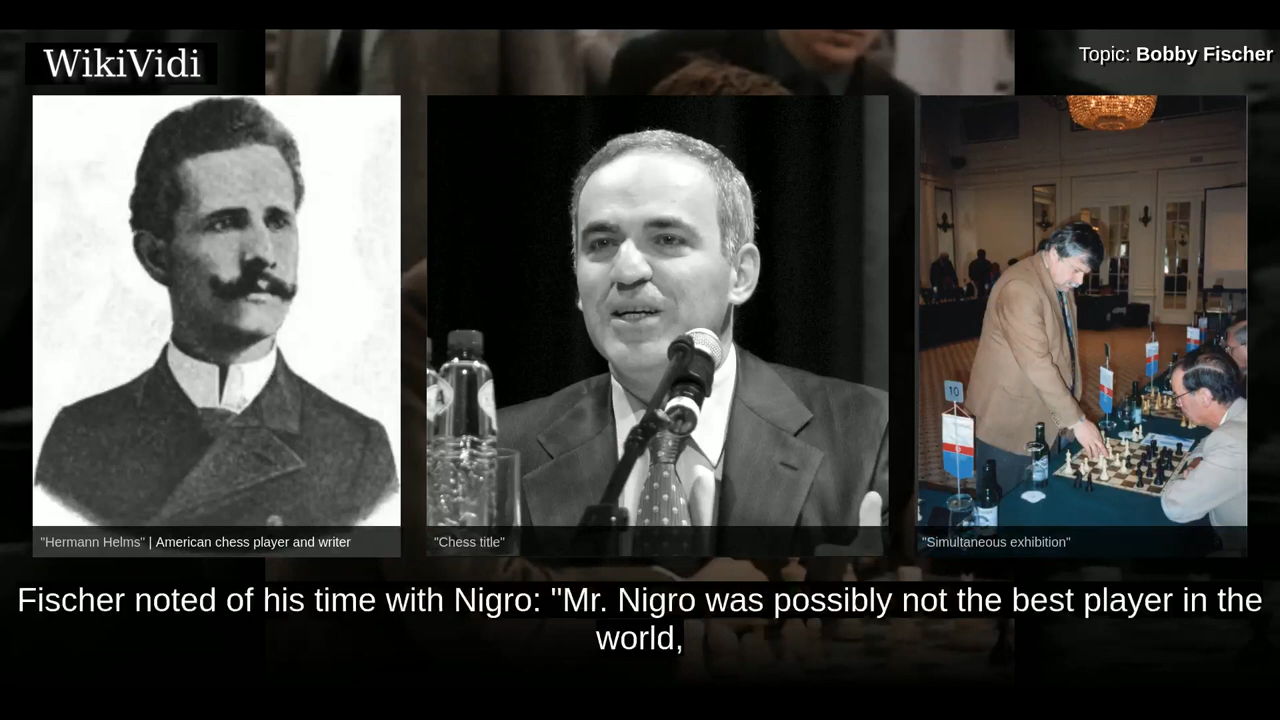 WikiVidi
Topic: Bobby Fischer
"Hermann Helms" | American chess player and writer
"Chess title"
"Simultaneous exhibition"
10
Fischer noted of his time with Nigro: "Mr. Nigro was possibly not the best player in the
world,